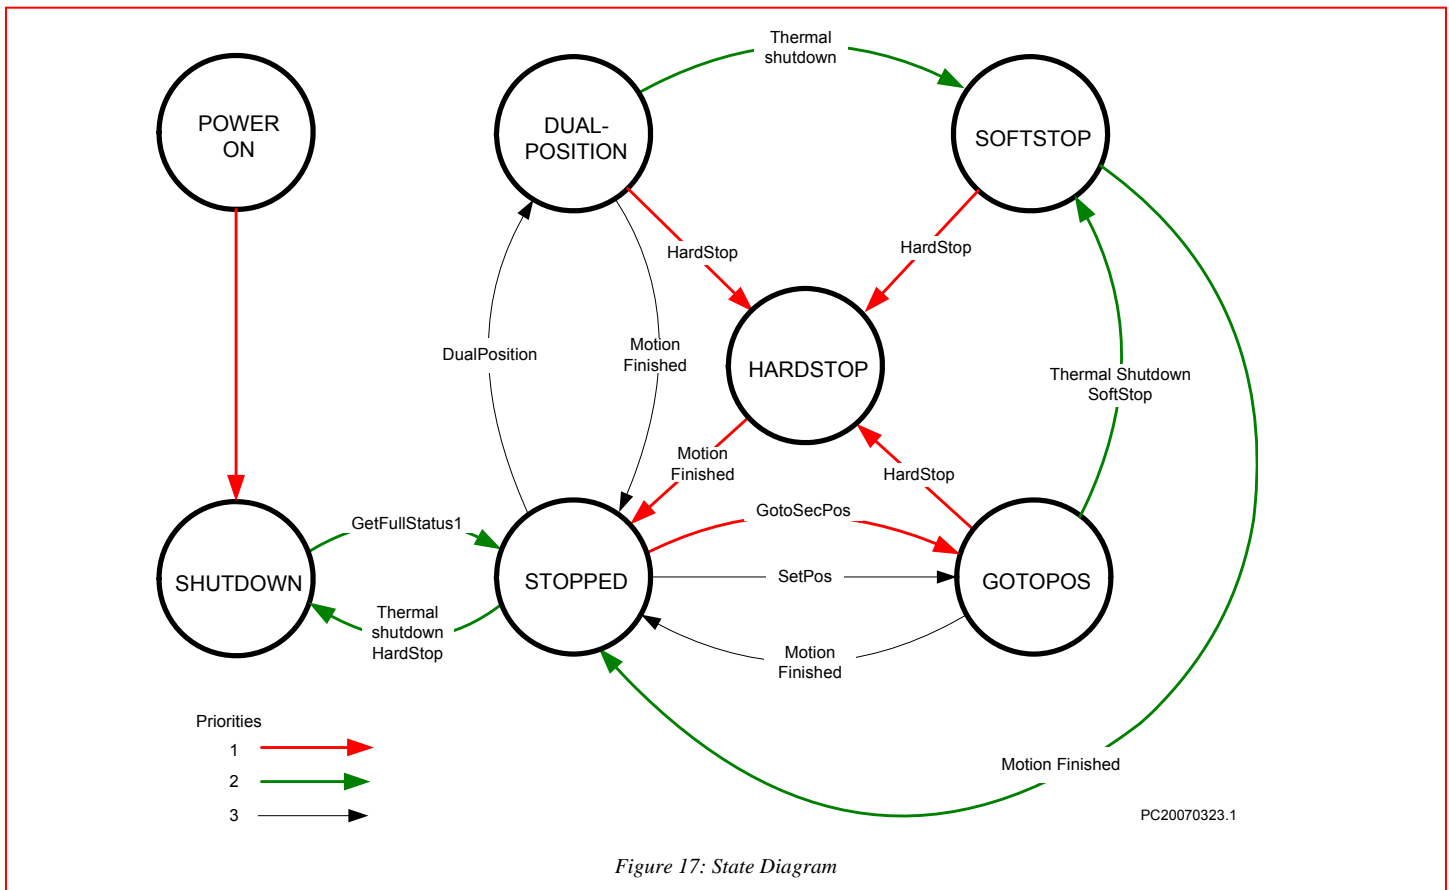 Thermal
shutdown
POWER
ON
DUAL-
POSITION
SOFTSTOP
HardStop
HardStop
DualPosition
Motion
Finished
HARDSTOP
Thermal Shutdown
SoftStop
Motion
Finished
HardStop
GetFullStatus1
GotoSecPos
SHUTDOWN
STOPPED
SetPos
GOTOPOS
Thermal
shutdown
HardStop
Motion
Finished
Priorities
1
2
3
Motion Finished
PC20070323.1
Figure 17: State Diagram